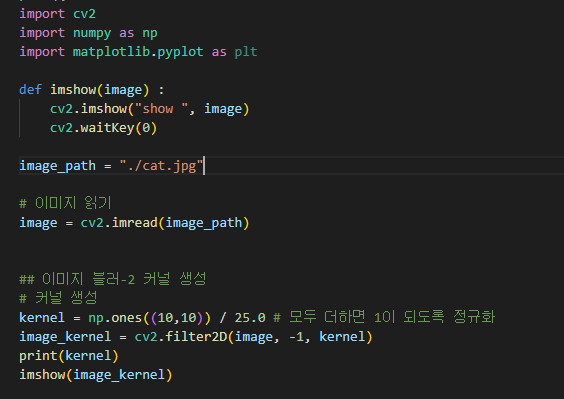 import cv2
import numpy as np
import matplotlib.pyplot as plt
def imshow(image) :
cv2.imshow("show ", image)
cv2.waitKey(0)
image_path = "./cat.jpg"
# 이미지 읽기
image = cv2.imread(image_path)
## 이미지 블러-2 커널 생성
# 커널 생성
kernel = np.ones((10,10)) / 25.0 # 모두 더하면 1이 되도록 정규화
image_kernel = cv2.filter2D(image, -1, kernel)
print(kernel)
imshow(image_kernel)